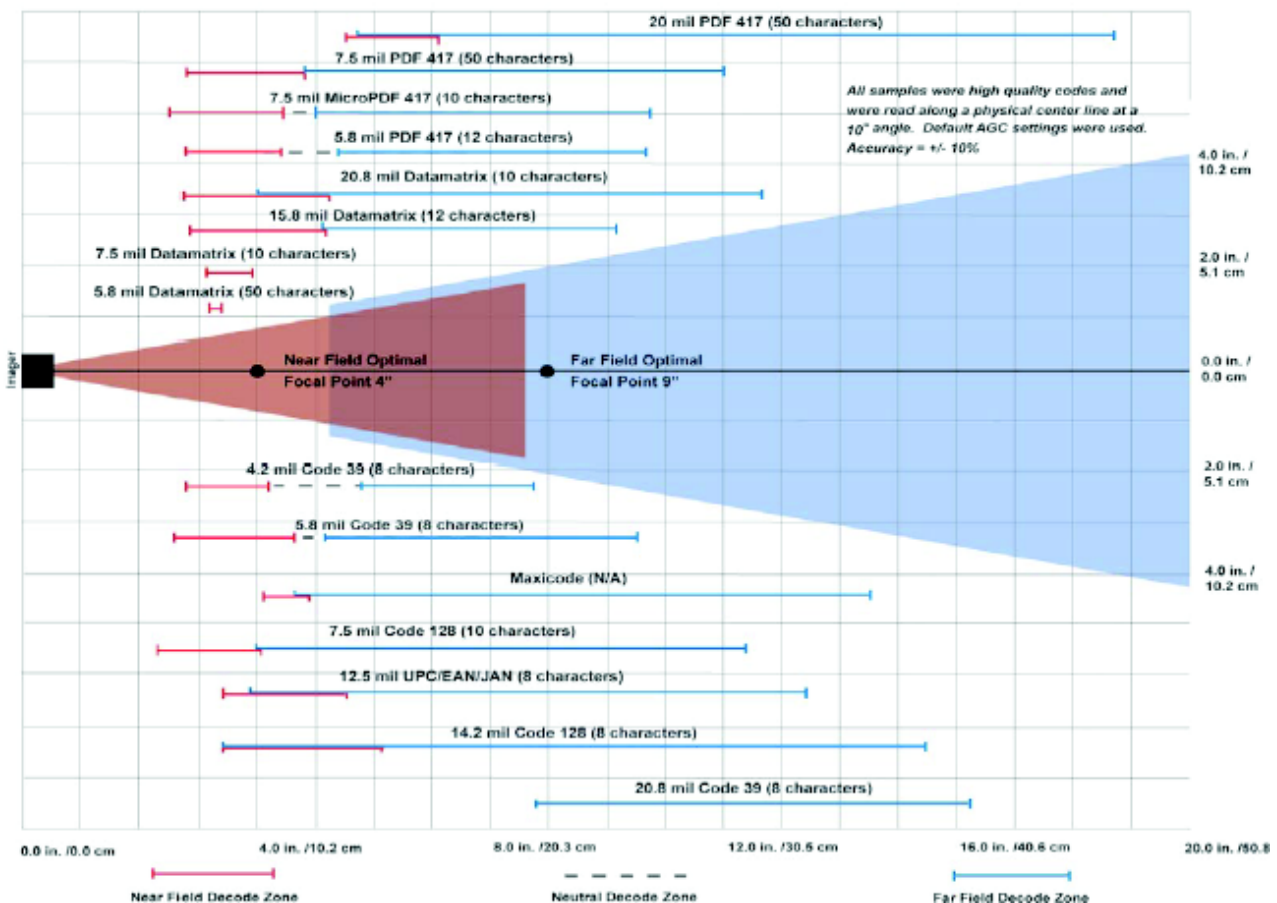 20 mil PDF 417 (50 characters)
7.5 mil PDF 417 (50 characters)
7.5 mil MicroPDF 417 (10 characters)
5.8 mil PDF 417 (12 characters)
20.8 mil Datamatrix (10 characters)
15.8 mil Datamatrix (12 characters)
7.5 mil Datamatrix (10 characters)
5.8 mil Datamatrix (50 characters)
All samples were high quality codes and
were read along a physical center line at a
10° angle. Default AGC settings were used.
Accuracy = +/- 10%
4.0 in. /
10.2 cm
2.0 in. /
5.1 cm
Imager
Near Field Optimal
Focal Point 4"
Far Field Optimal
Focal Point 9"
0.0 in. /
0.0 cm
4.2 mil Code 39 (8 characters)
2.0 in. /
5.1 cm
5.8 mil Code 39 (8 characters)
Maxicode (N/A)
4.0 in. /
10.2 cm
7.5 mil Code 128 (10 characters)
12.5 mil UPC/EAN/JAN (8 characters)
14.2 mil Code 128 (8 characters)
20.8 mil Code 39 (8 characters)
0.0 in. /0.0 cm
4.0 in. /10.2 cm
8.0 in. /20.3 cm
12.0 in. /30.5 cm
16.0 in. /40.6 cm
20.0 in. /50.8
Near Field Decode Zone
Neutral Decode Zone
Far Field Decode Zone